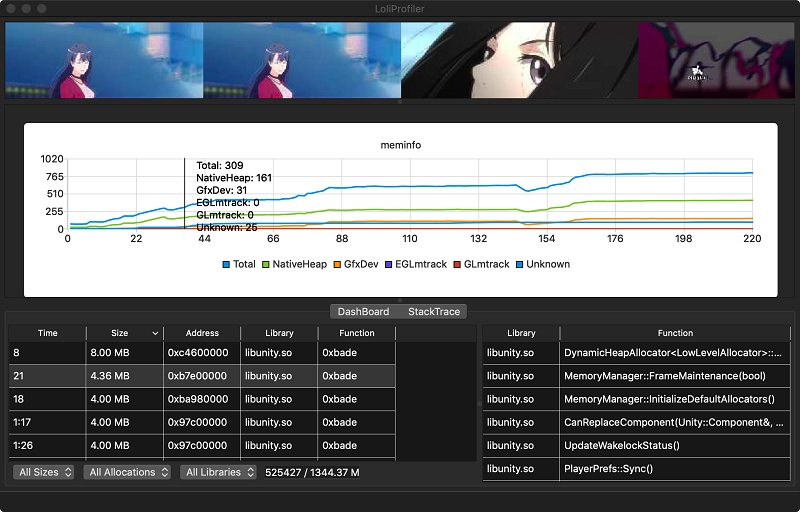 LoliProfiler
meminfo
1020
765
510
255
0
Total: 309
NativeHeap: 161
GfxDev: 31
EGLmtrack: 0
GLmtrack: 0
Unknown: 25
0 22 44 66 88 110 132 154 176 198 220
Total NativeHeap GfxDev EGLmtrack GLmtrack Unknown
DashBoard StackTrace
Time Size Address Library Function
8 8.00 MB 0xc4600000 libunity.so 0xbade
21 4.36 MB 0xb7e00000 libunity.so 0xbade
18 4.00 MB 0xba980000 libunity.so 0xbade
1:17 4.00 MB 0x97c00000 libunity.so 0xbade
1:26 4.00 MB 0x97c00000 libunity.so 0xbade
All Sizes All Allocations All Libraries 525427 / 1344.37 M
Library Function
libunity.so DynamicHeapAllocator<LowLevelAllocator>::...
libunity.so MemoryManager::FrameMaintenance(bool)
libunity.so MemoryManager::InitializeDefaultAllocators()
libunity.so CanReplaceComponent(Unity::Component&, ...
libunity.so UpdateWakelockStatus()
libunity.so PlayerPrefs::Sync()